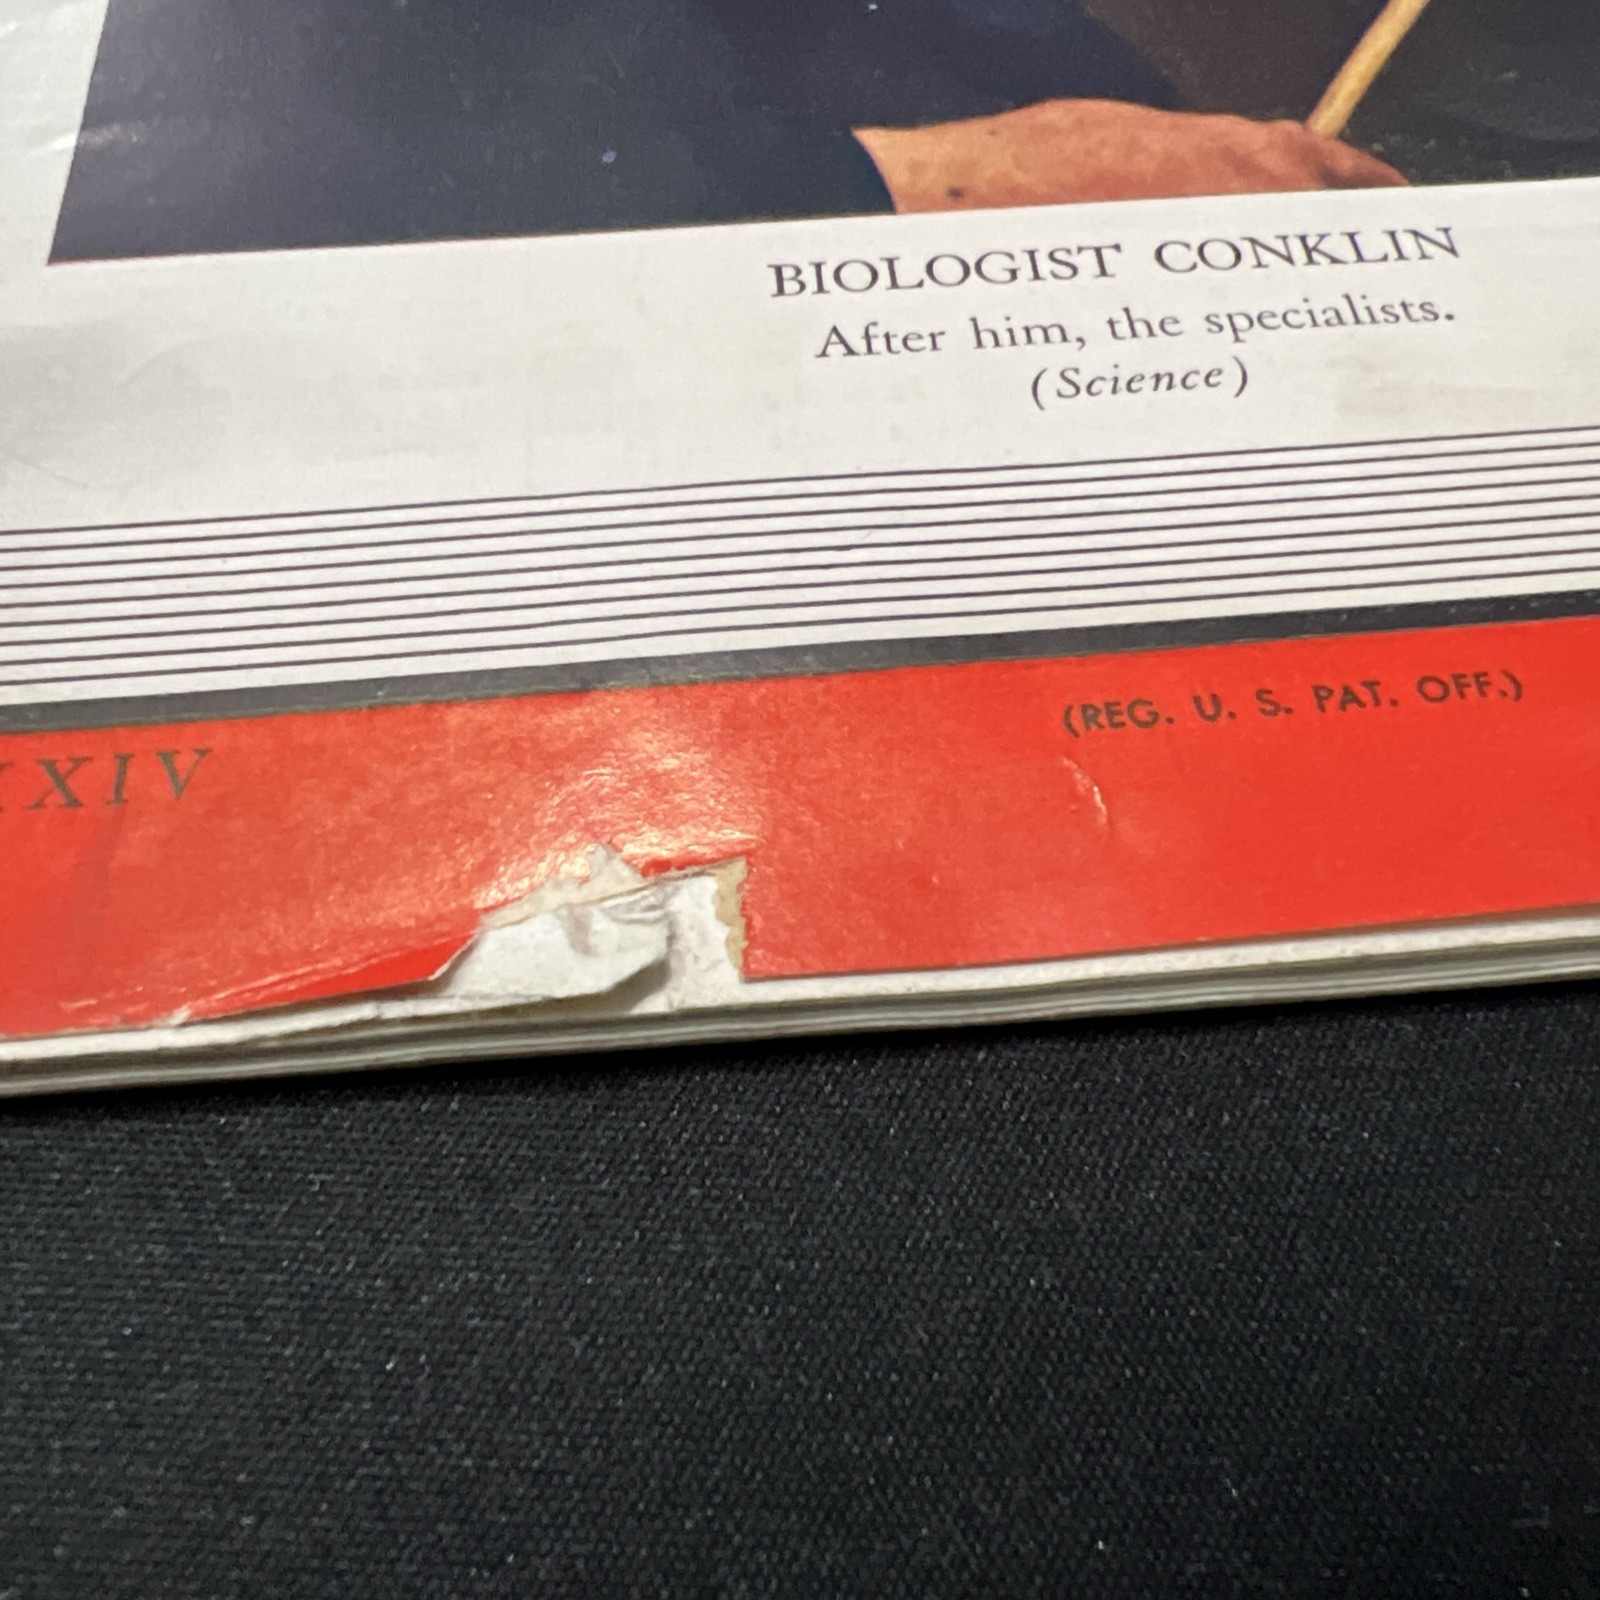 BIOLOGIST CONKLIN
After him, the specialists.
(Science)
(REG. U. S. PAT. OFF.)
XXIV